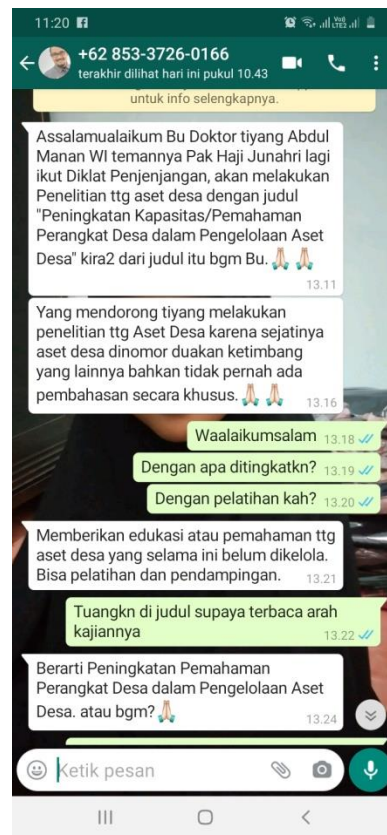 11:20
+62 853-3726-0166
terakhir dilihat hari ini pukul 10.43
untuk info selengkapnya.
Assalamualaikum Bu Doktor tiyang Abdul
Manan WI temannya Pak Haji Junahri lagi
ikut Diklat Penjenjangan, akan melakukan
Penelitian ttg aset desa dengan judul
"Peningkatan Kapasitas/Pemahaman
Perangkat Desa dalam Pengelolaan Aset
Desa" kira2 dari judul itu bgm Bu.🙏🏻🙏🏻
13.11
Yang mendorong tiyang melakukan
penelitian ttg Aset Desa karena sejatinya
aset desa dinomor duakan ketimbang
yang lainnya bahkan tidak pernah ada
pembahasan secara khusus.🙏🏻🙏🏻 13.16
Waalaikumsalam 13.18
Dengan apa ditingkatkn? 13.19
Dengan pelatihan kah? 13.20
Memberikan edukasi atau pemahaman ttg
aset desa yang selama ini belum dikelola.
Bisa pelatihan dan pendampingan. 13.21
Tuangkn di judul supaya terbaca arah
kajiannya 13.22
Berarti Peningkatan Pemahaman
Perangkat Desa dalam Pengelolaan Aset
Desa. atau bgm?🙏🏻 13.24
Ketik pesan